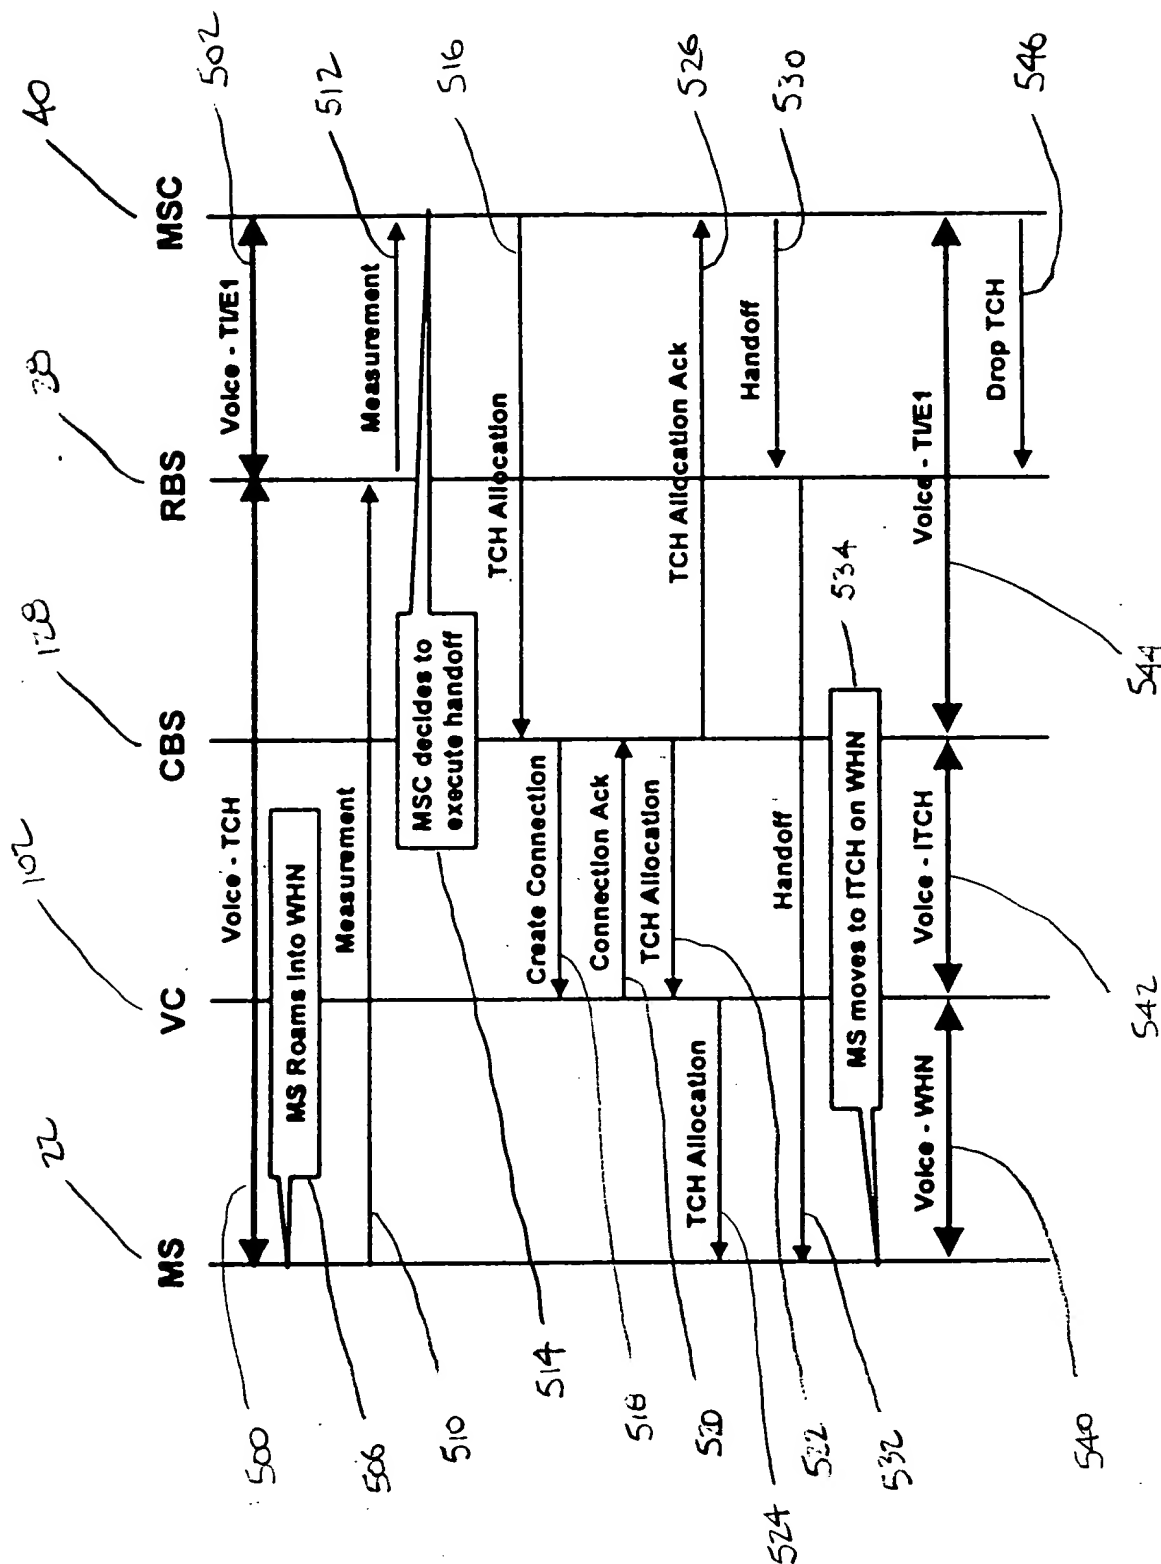 22
102
128
28
40
MS
VC
CBS
RBS
MSC
500
Voice - TCH
Voice - T1/E1
502
506
MS Roams Into WHN
510
Measurement
Measurement
512
514
MSC decides to
execute handoff
TCH Allocation
516
Create Connection
518
Connection Ack
520
TCH Allocation
522
TCH Allocation
524
TCH Allocation Ack
526
Handoff
530
Handoff
532
MS moves to ITCH on WHN
534
Voice - WHN
540
Voice - ITCH
542
Voice - T1/E1
544
Drop TCH
546